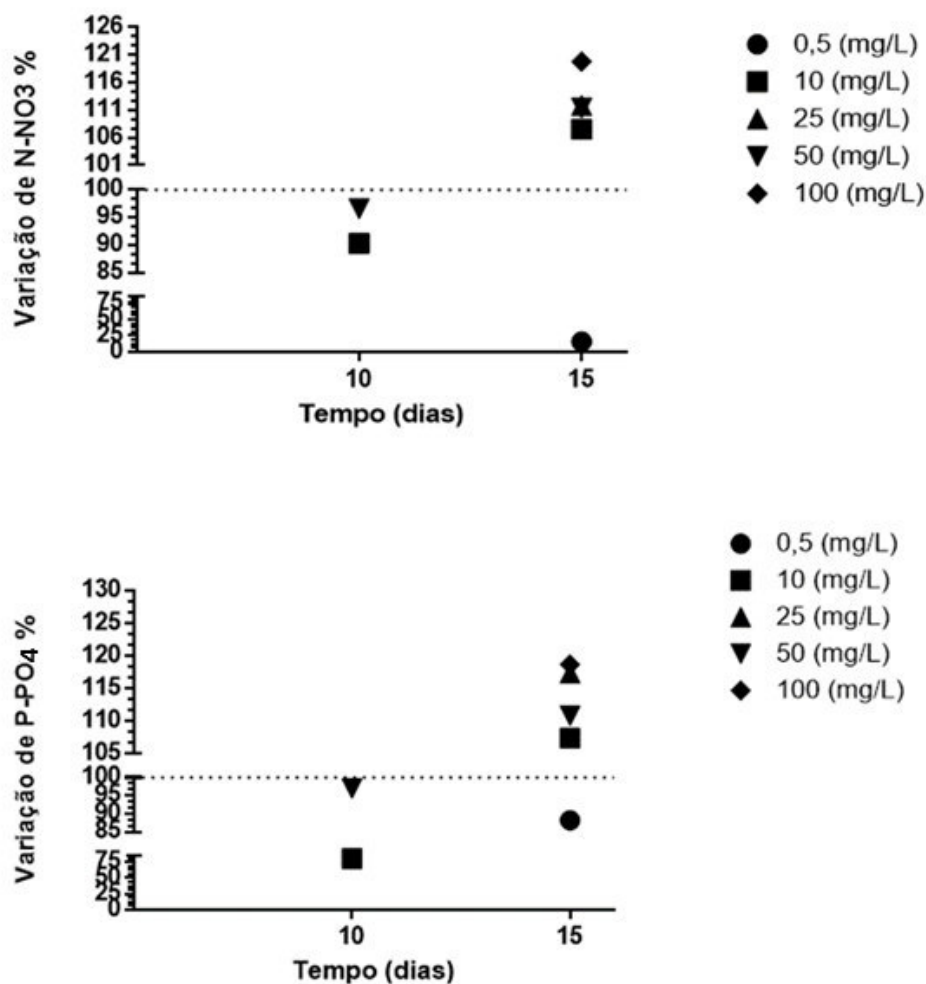 Variação de N-NO3 %
126
121
116
111
106
101
100
95
90
85
75
50
25
0
10
15
Tempo (dias)
0,5 (mg/L)
10 (mg/L)
25 (mg/L)
50 (mg/L)
100 (mg/L)
Variação de P-PO4 %
130
125
120
115
110
105
100
95
90
85
75
50
25
0
10
15
Tempo (dias)
0,5 (mg/L)
10 (mg/L)
25 (mg/L)
50 (mg/L)
100 (mg/L)